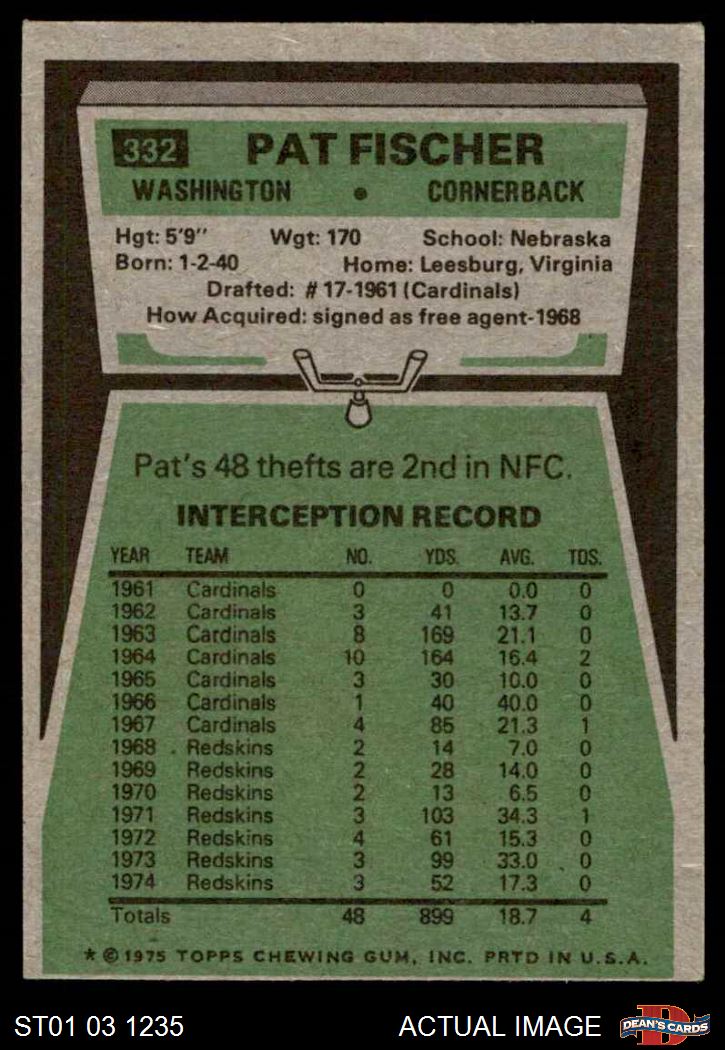 332 PAT FISCHER
WASHINGTON • CORNERBACK
Hgt: 5'9" Wgt: 170 School: Nebraska
Born: 1-2-40 Home: Leesburg, Virginia
Drafted: #17-1961 (Cardinals)
How Acquired: signed as free agent-1968
Pat's 48 thefts are 2nd in NFC.
INTERCEPTION RECORD
YEAR TEAM NO. YDS. AVG. TDS.
1961 Cardinals 0 0 0.0 0
1962 Cardinals 3 41 13.7 0
1963 Cardinals 8 169 21.1 0
1964 Cardinals 10 164 16.4 2
1965 Cardinals 3 30 10.0 0
1966 Cardinals 1 40 40.0 0
1967 Cardinals 4 85 21.3 1
1968 Redskins 2 14 7.0 0
1969 Redskins 2 28 14.0 0
1970 Redskins 2 13 6.5 0
1971 Redskins 3 103 34.3 1
1972 Redskins 4 61 15.3 0
1973 Redskins 3 99 33.0 0
1974 Redskins 3 52 17.3 0
Totals 48 899 18.7 4
* © 1975 TOPPS CHEWING GUM, INC. PRTD IN U.S.A.
ST01 03 1235 ACTUAL IMAGE D DEAN'S CARDS